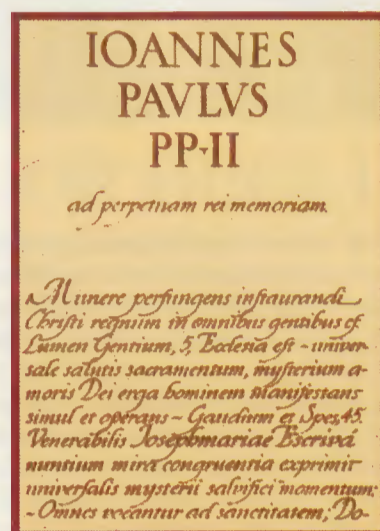 IOANNES
PAVLVS
PP·II
ad perpetuam rei memoriam
Munere perfungens instaurandi
Christi regnum in omnibus gentibus cf
Lumen Gentium, 5, Ecclesia est - univer-
sale salutis sacramentum, mysterium a-
moris Dei erga hominem manifestans
simul et operans - Gaudium et Spes, 45.
Venerabilis Josephmariae Escrivá
nuntium mira congruentia exprimit
universalis mysterii salvifici momentum:
- Omnes vocantur ad sanctitatem; Do-